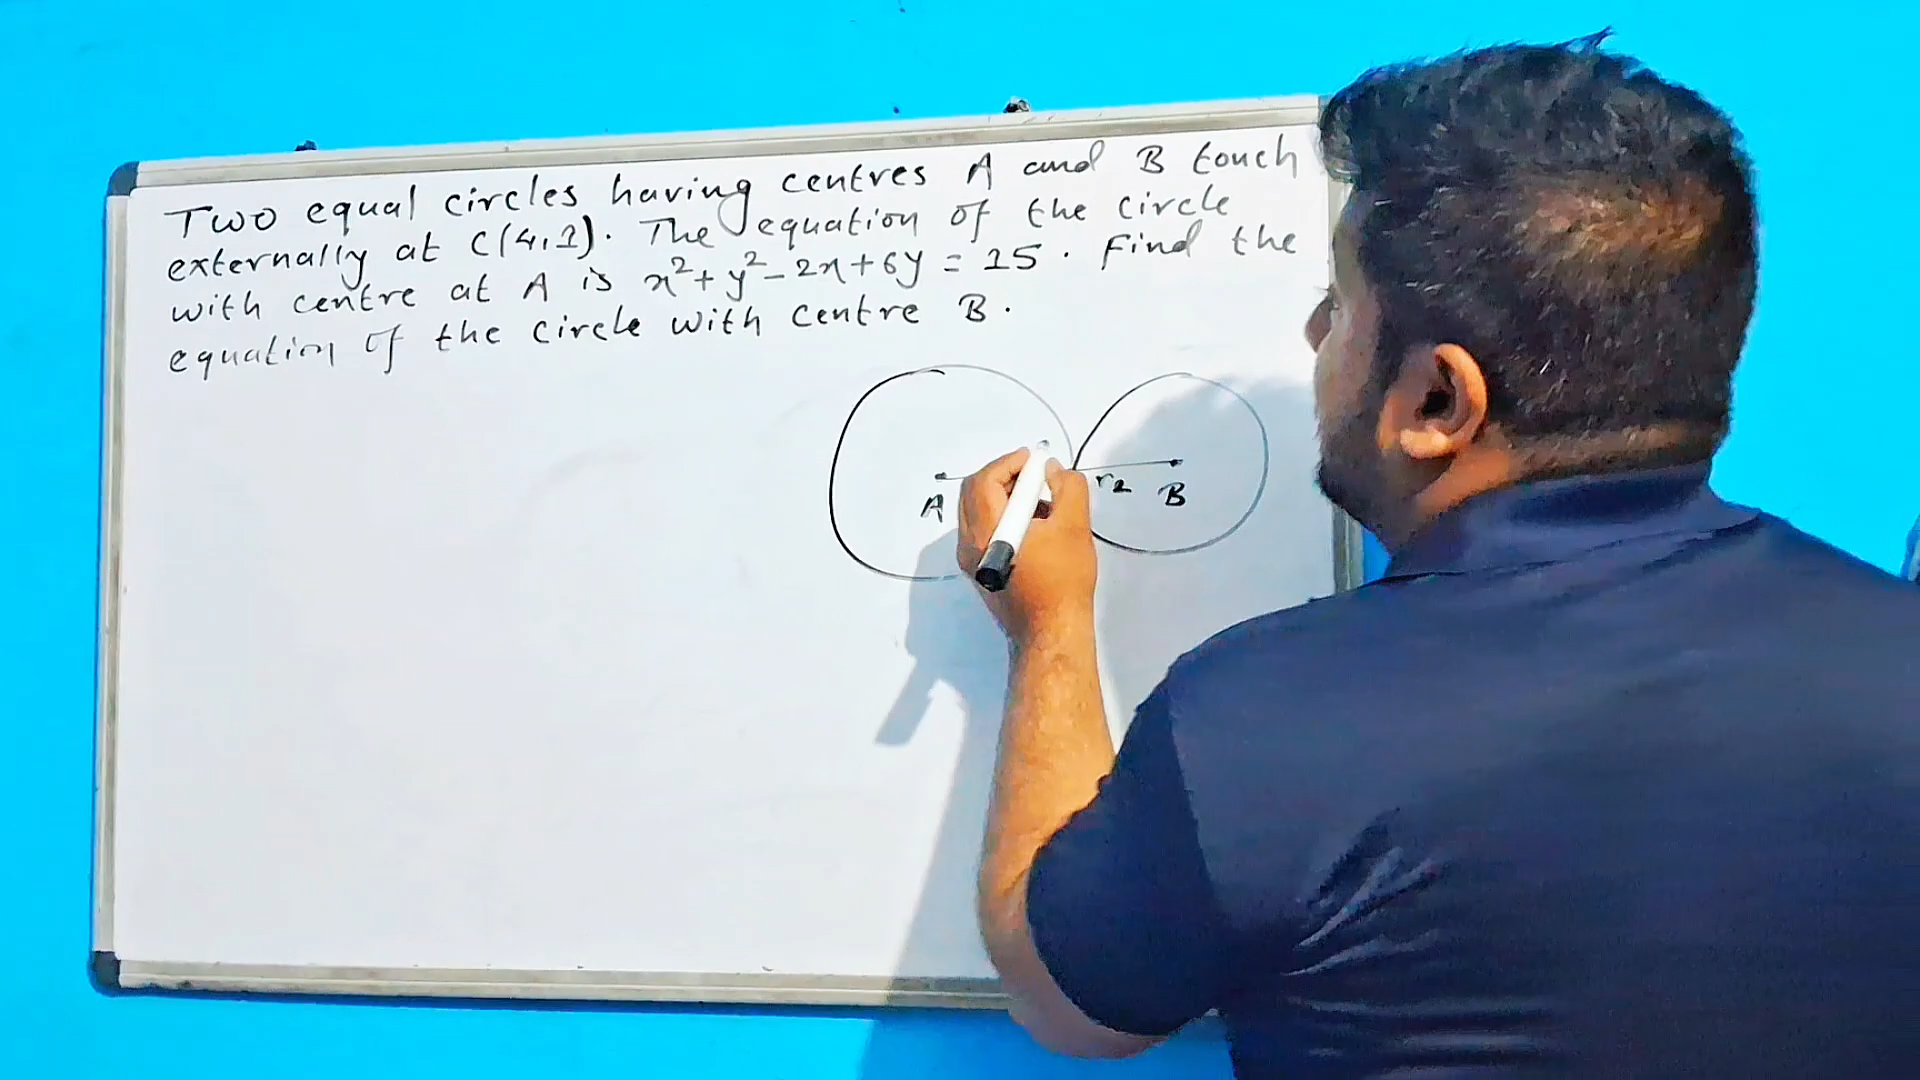 Two equal circles having centres A and B touch
externally at C(4,1). The equation of the circle
with centre at A is x²+y²-2x+6y = 15. Find the
equation of the circle with centre B.
A r2 B